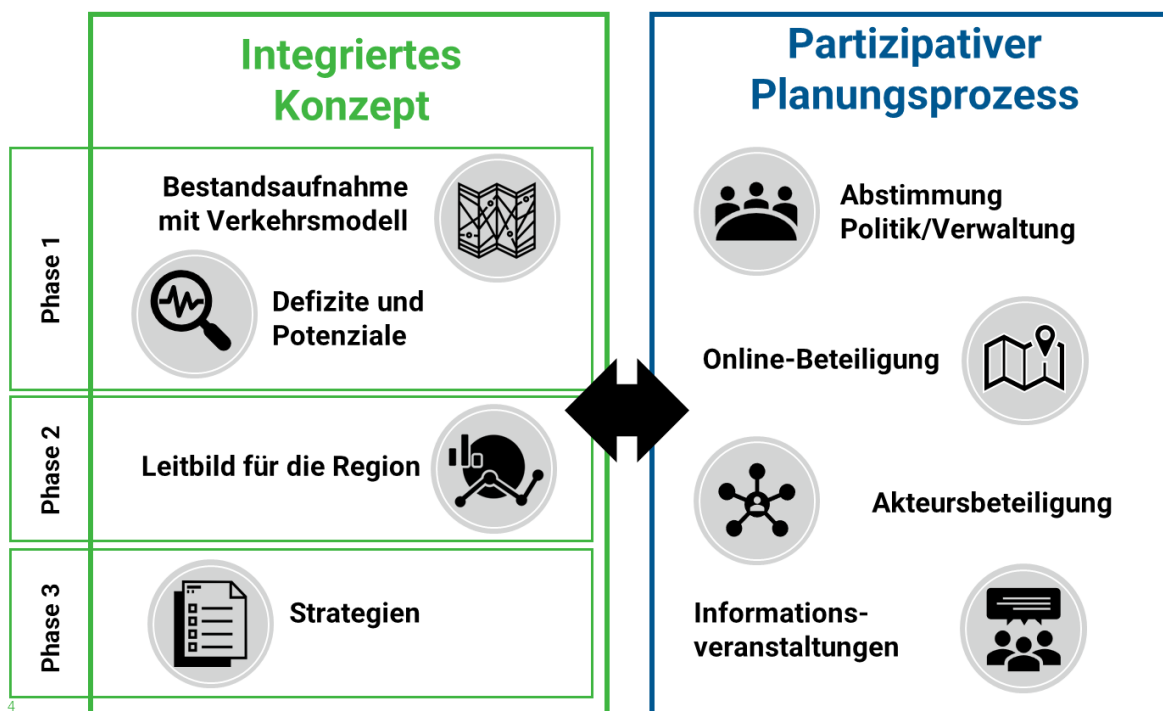 Integriertes
Konzept
Phase 1
Bestandsaufnahme
mit Verkehrsmodell
Defizite und
Potenziale
Phase 2
Leitbild für die Region
Phase 3
Strategien
Partizipativer
Planungsprozess
Abstimmung
Politik/Verwaltung
Online-Beteiligung
Akteursbeteiligung
Informations-
veranstaltungen
4